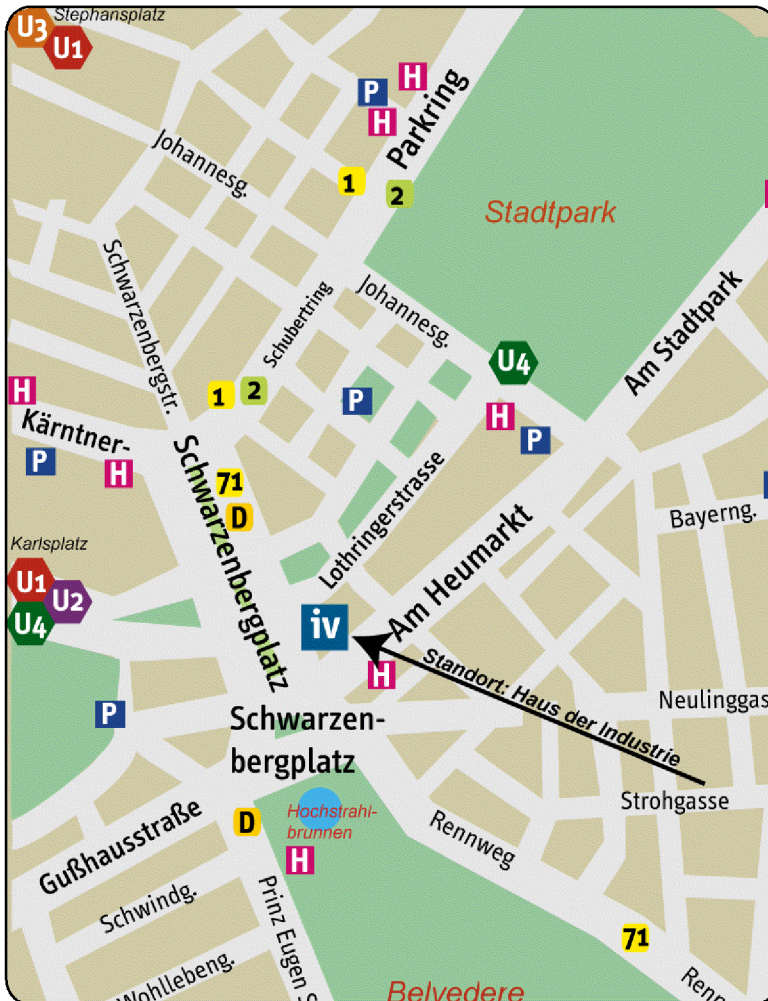 Stephansplatz
U3
U1
H
P
H
Parkring
Johannesg.
1
2
Stadtpark
Schwarzenbergstr.
Schubertring
Johannesg.
U4
Am Stadtpark
H
1
2
P
H
P
Kärntner-
P
H
71
D
Schwarzenbergplatz
Lothringerstrasse
Bayerng.
Karlsplatz
U1
U2
U4
iv
Am Heumarkt
H
Standort: Haus der Industrie
Neulinggas
P
Schwarzen-
bergplatz
Strohgasse
D
Hochstrahl-
brunnen
H
Rennweg
Gußhausstraße
Schwindg.
Prinz Eugen S
71
Wohllebeng.
Renn
Belvedere